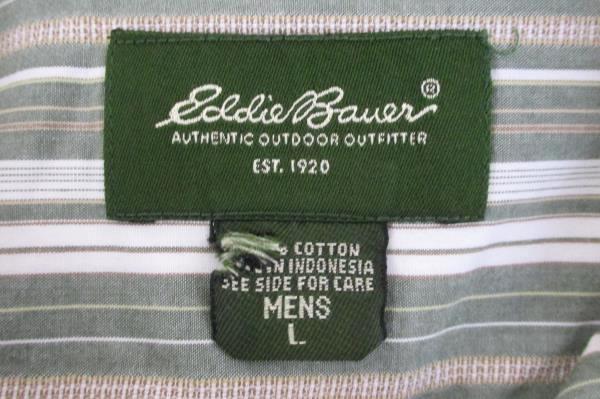 Eddie Bauer®
AUTHENTIC OUTDOOR OUTFITTER
EST. 1920
COTTON
IN INDONESIA
SEE SIDE FOR CARE
MENS
L